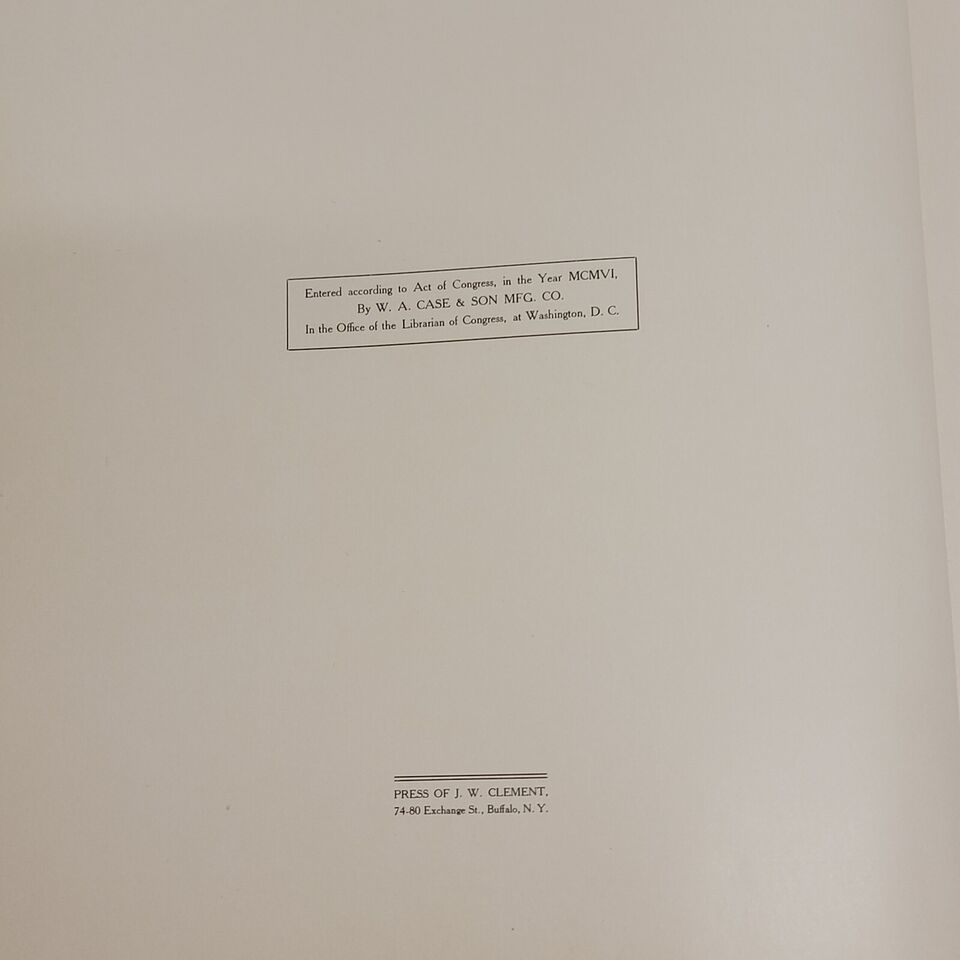 Entered according to Act of Congress, in the Year MCMVI,
By W. A. CASE & SON MFG. CO.
In the Office of the Librarian of Congress, at Washington, D. C.
PRESS OF J. W. CLEMENT,
74-80 Exchange St., Buffalo, N. Y.